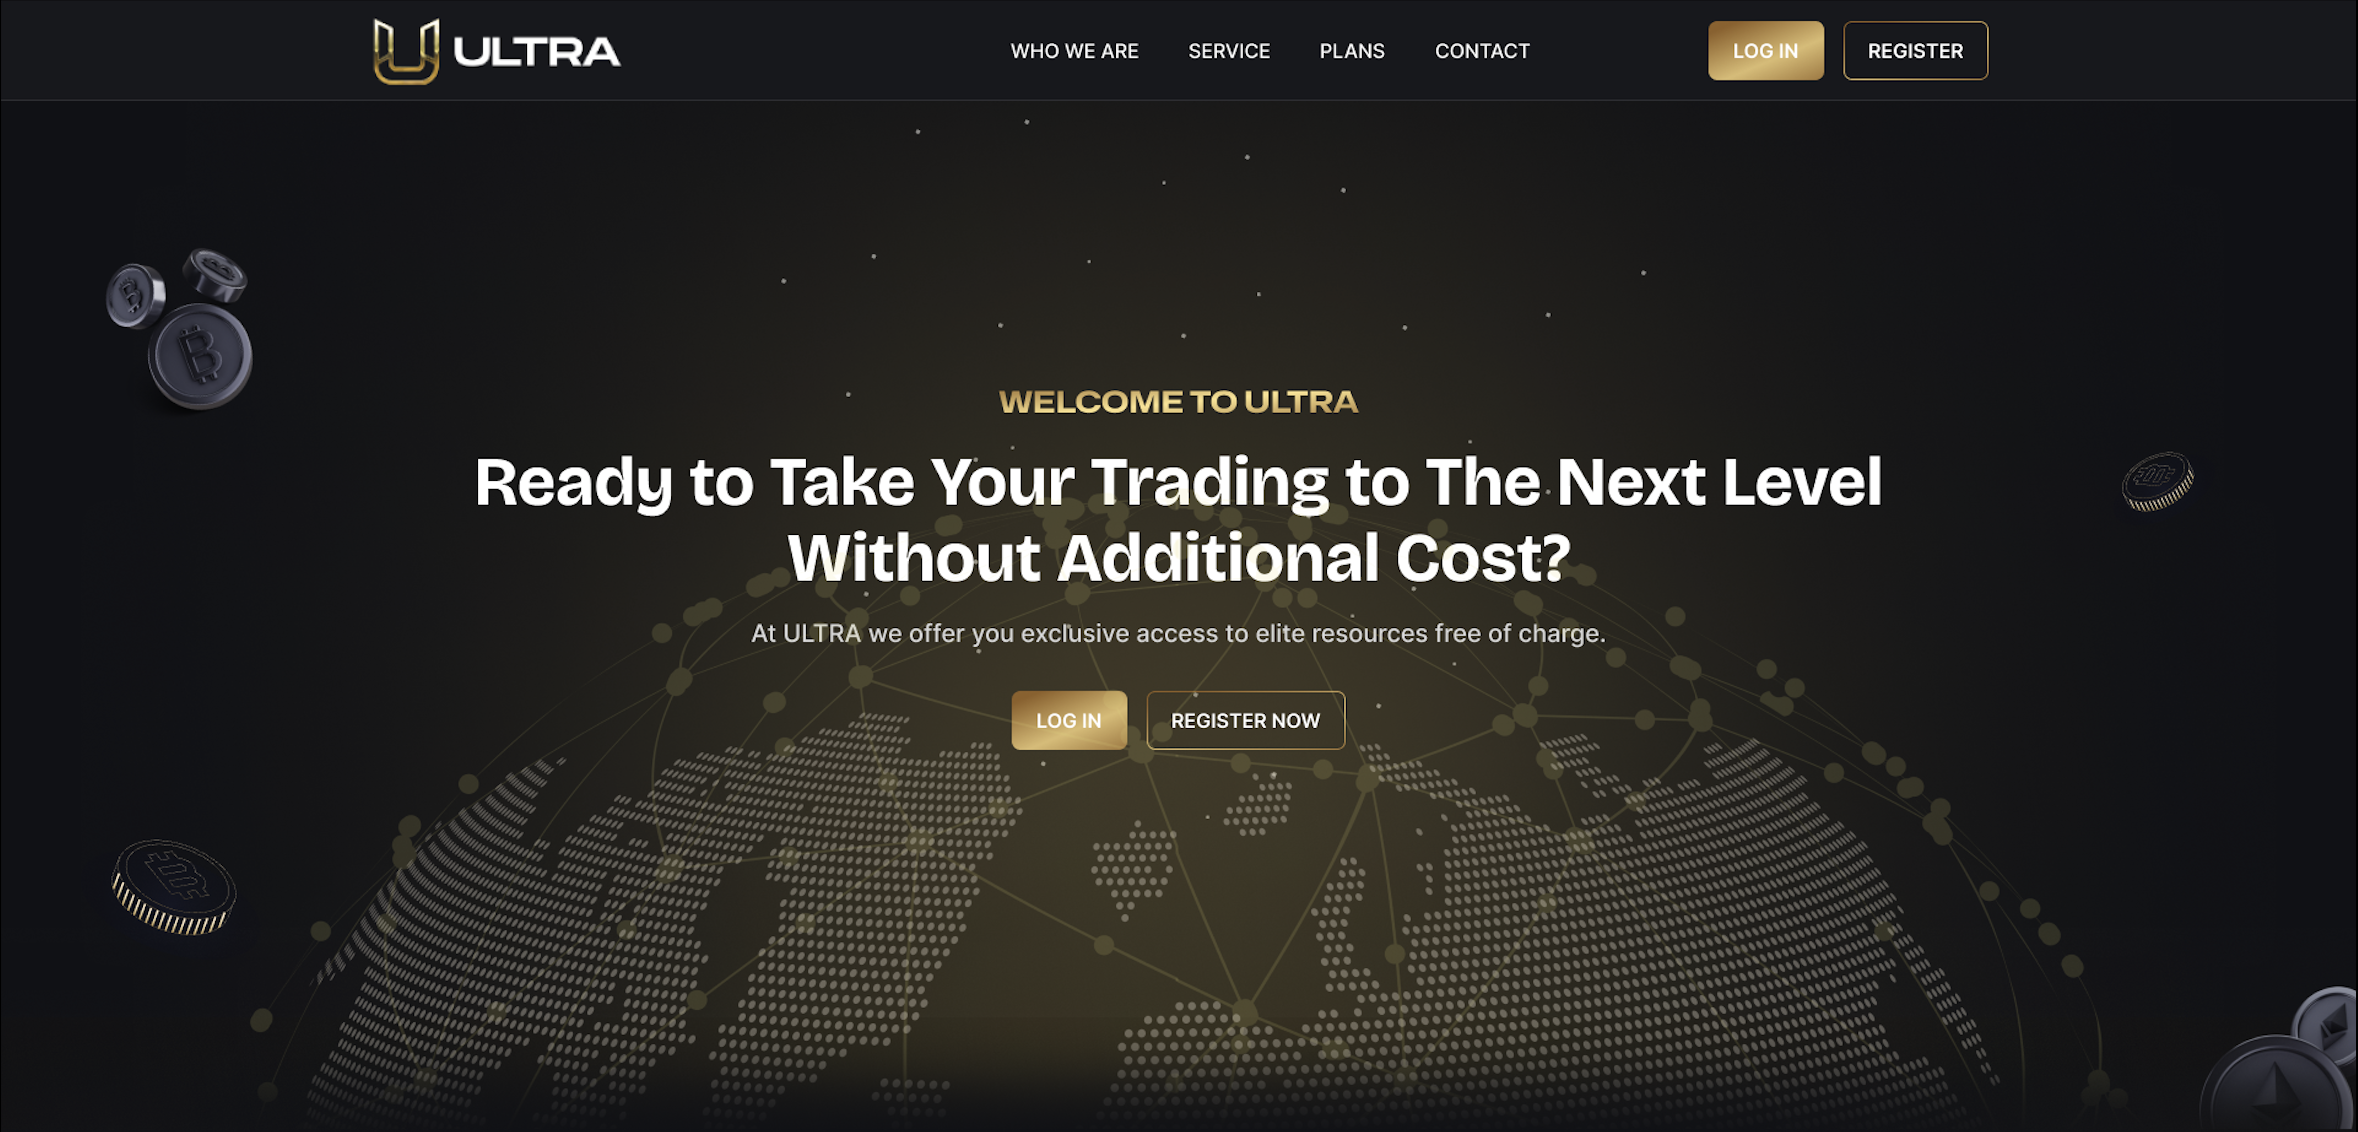 ULTRA
WHO WE ARE
SERVICE
PLANS
CONTACT
LOG IN
REGISTER
WELCOME TO ULTRA
Ready to Take Your Trading to The Next Level
Without Additional Cost?
At ULTRA we offer you exclusive access to elite resources free of charge.
LOG IN
REGISTER NOW